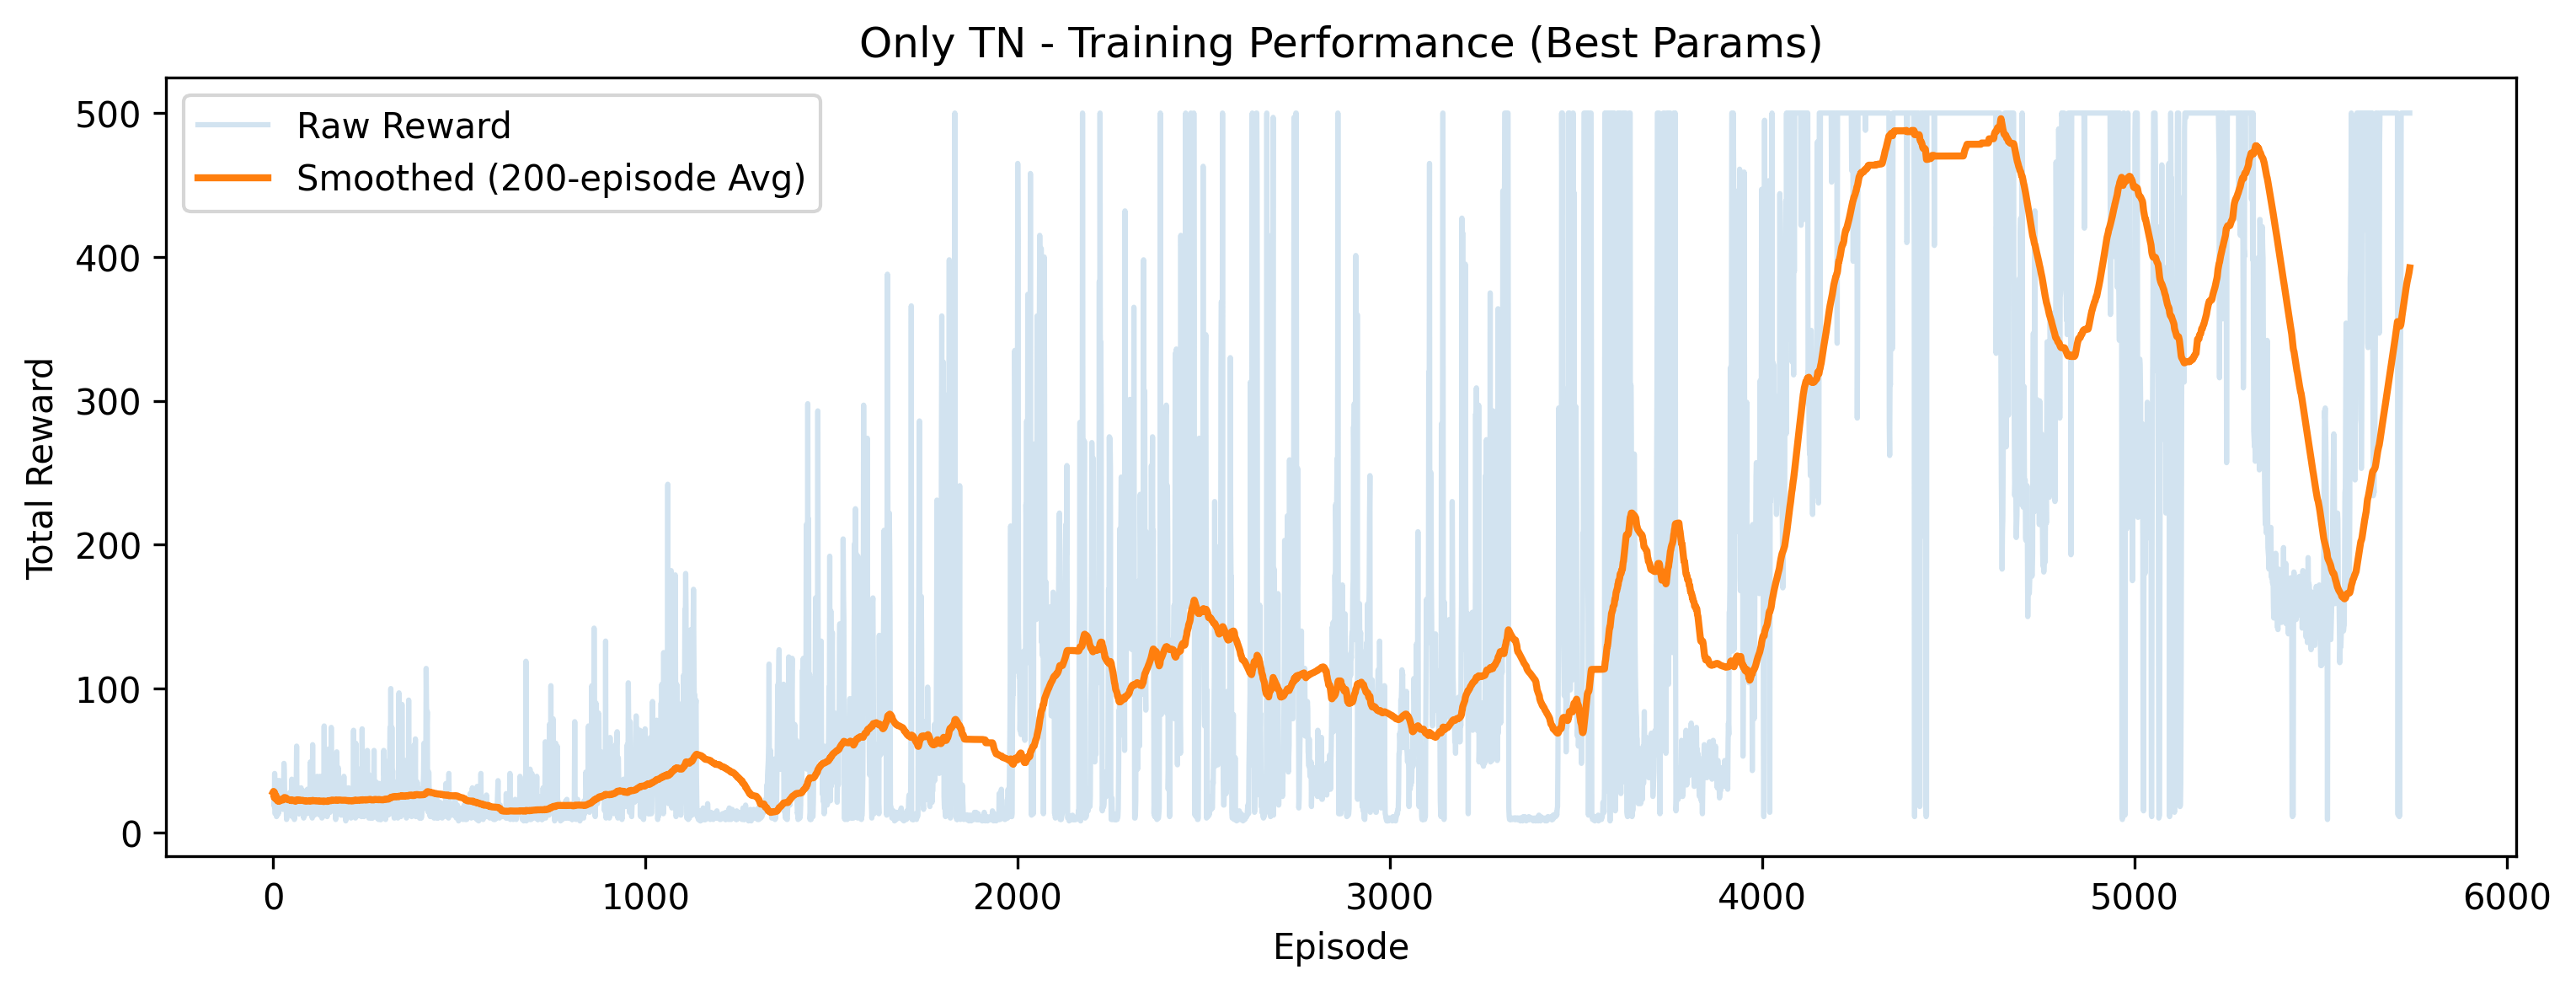 Only TN - Training Performance (Best Params)
Raw Reward
Smoothed (200-episode Avg)
Total Reward
500
400
300
200
100
0
0 1000 2000 3000 4000 5000 6000
Episode